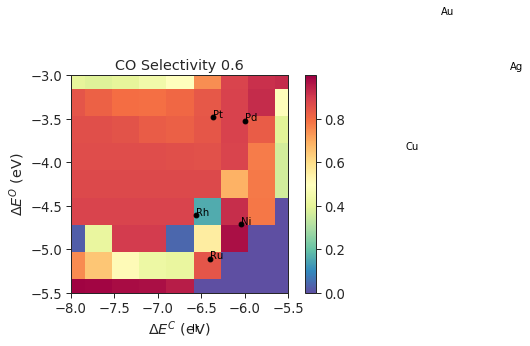 Au
CO Selectivity 0.6
Ag
−3.0
−3.5
−4.0
−4.5
−5.0
−5.5
ΔE^O (eV)
Pt
Pd
Cu
Rh
Ni
Ru
0.8
0.6
0.4
0.2
0.0
−8.0 −7.5 −7.0 −6.5 −6.0 −5.5
ΔE^C (eV)
Ir